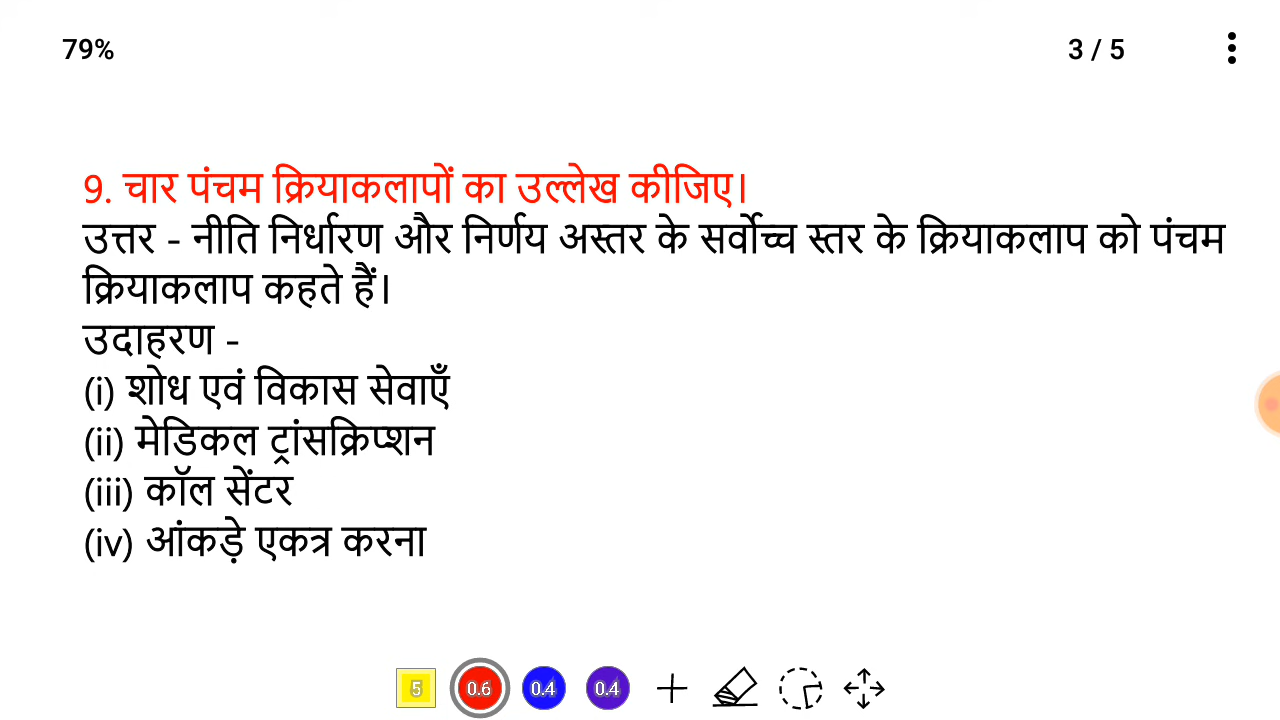 79%
3 / 5
9. चार पंचम क्रियाकलापों का उल्लेख कीजिए।
उत्तर - नीति निर्धारण और निर्णय अस्तर के सर्वोच्च स्तर के क्रियाकलाप को पंचम
क्रियाकलाप कहते हैं।
उदाहरण -
(i) शोध एवं विकास सेवाएँ
(ii) मेडिकल ट्रांसक्रिप्शन
(iii) कॉल सेंटर
(iv) आंकड़े एकत्र करना
5 0.6 0.4 0.4